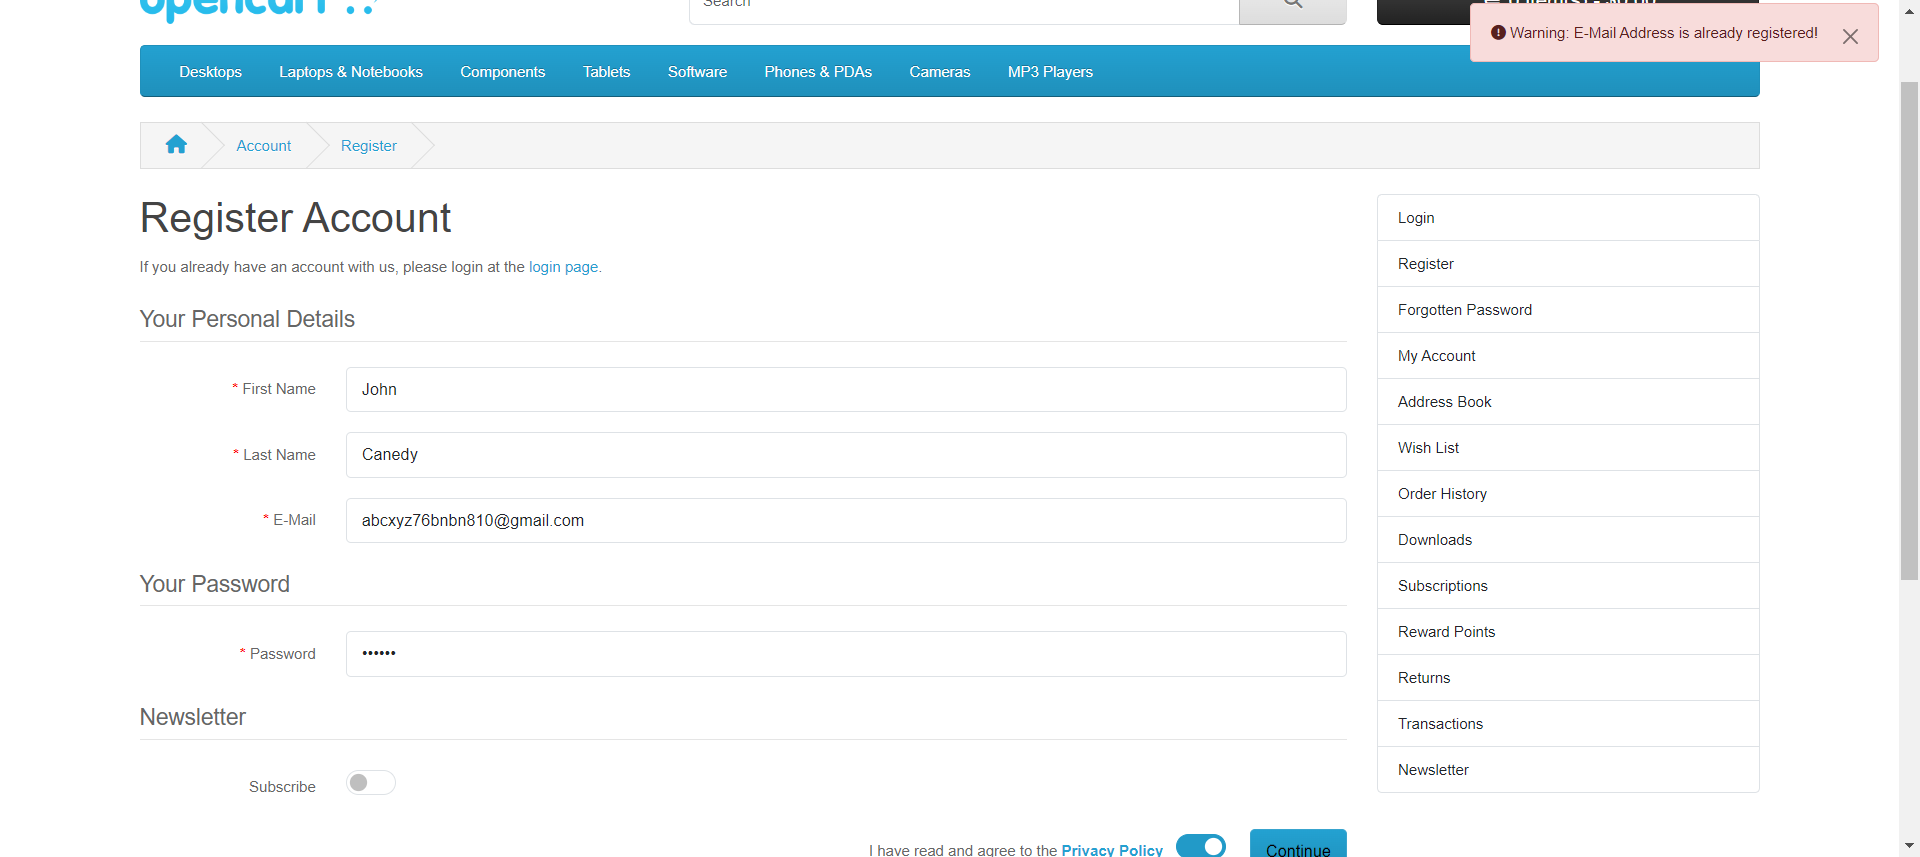 opencart
Search
Warning: E-Mail Address is already registered!
Desktops
Laptops & Notebooks
Components
Tablets
Software
Phones & PDAs
Cameras
MP3 Players
Account
Register
Register Account
If you already have an account with us, please login at the login page.
Your Personal Details
* First Name
John
* Last Name
Canedy
* E-Mail
abcxyz76bnbn810@gmail.com
Your Password
* Password
••••••
Newsletter
Subscribe
I have read and agree to the Privacy Policy
Continue
Login
Register
Forgotten Password
My Account
Address Book
Wish List
Order History
Downloads
Subscriptions
Reward Points
Returns
Transactions
Newsletter